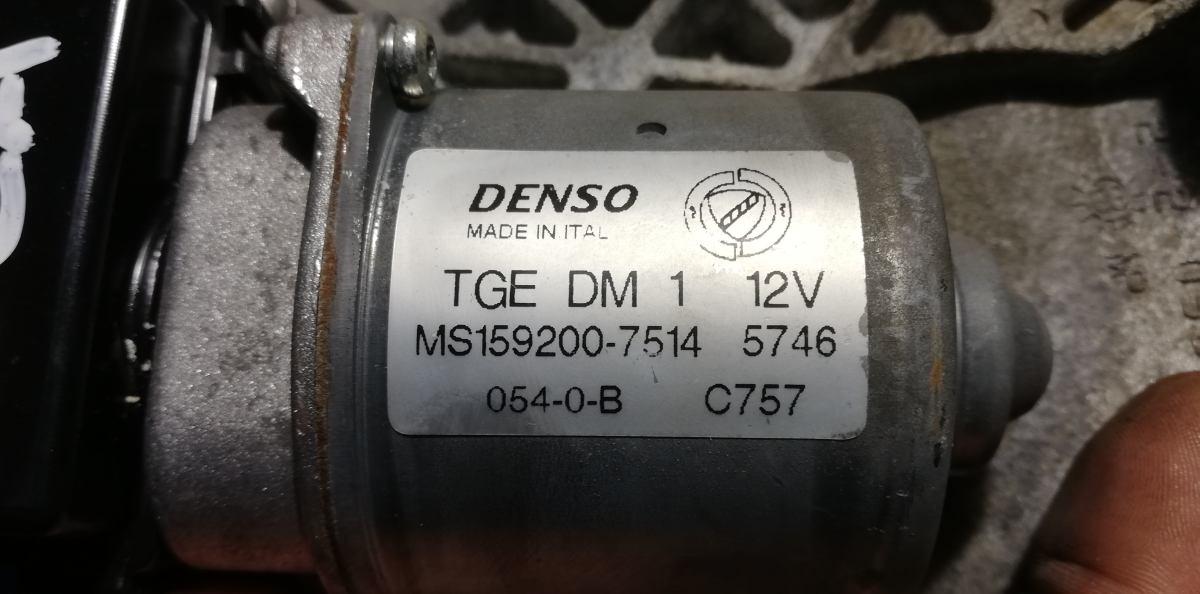 DENSO
MADE IN ITAL
TGE DM 1 12V
MS159200-7514 5746
054-0-B C757